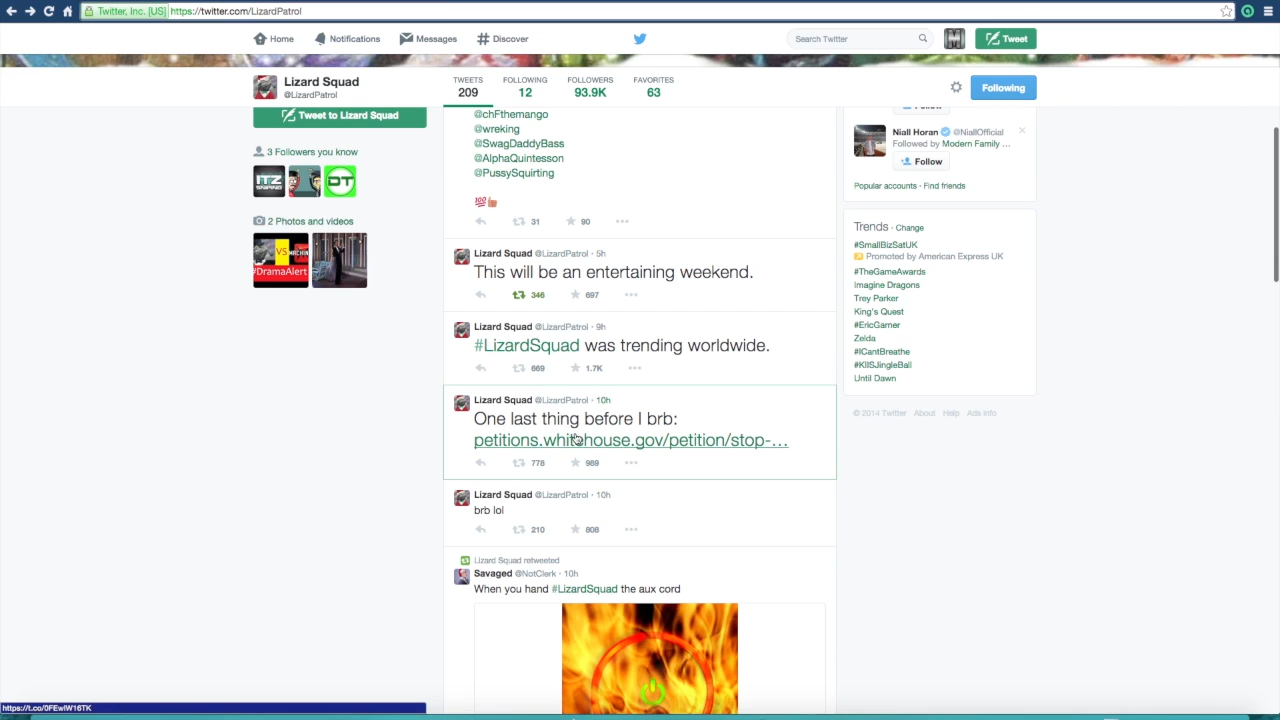 Twitter, Inc. [US] https://twitter.com/LizardPatrol
Home Notifications Messages Discover Search Twitter Tweet
Lizard Squad
@LizardPatrol
TWEETS FOLLOWING FOLLOWERS FAVORITES
209 12 93.9K 63
Following
Tweet to Lizard Squad
3 Followers you know
ITZ
DT
2 Photos and videos
VS
#DramaAlert
@chFthemango
@wreking
@SwagDaddyBass
@AlphaQuintesson
@PussySquirting
💯👍
31 90
Lizard Squad @LizardPatrol · 5h
This will be an entertaining weekend.
346 697
Lizard Squad @LizardPatrol · 9h
#LizardSquad was trending worldwide.
669 1.7K
Lizard Squad @LizardPatrol · 10h
One last thing before I brb:
petitions.whitehouse.gov/petition/stop-...
778 989
Lizard Squad @LizardPatrol · 10h
brb lol
210 808
Lizard Squad retweeted
Savaged @NotClerk · 10h
When you hand #LizardSquad the aux cord
Follow
Niall Horan @NiallOfficial
Followed by Modern Family ...
Follow
Popular accounts · Find friends
Trends · Change
#SmallBizSatUK
Promoted by American Express UK
#TheGameAwards
Imagine Dragons
Trey Parker
King's Quest
#EricGamer
Zelda
#ICantBreathe
#KIISJingleBall
Until Dawn
© 2014 Twitter About Help Ads info
https://t.co/0FEwlW16TK